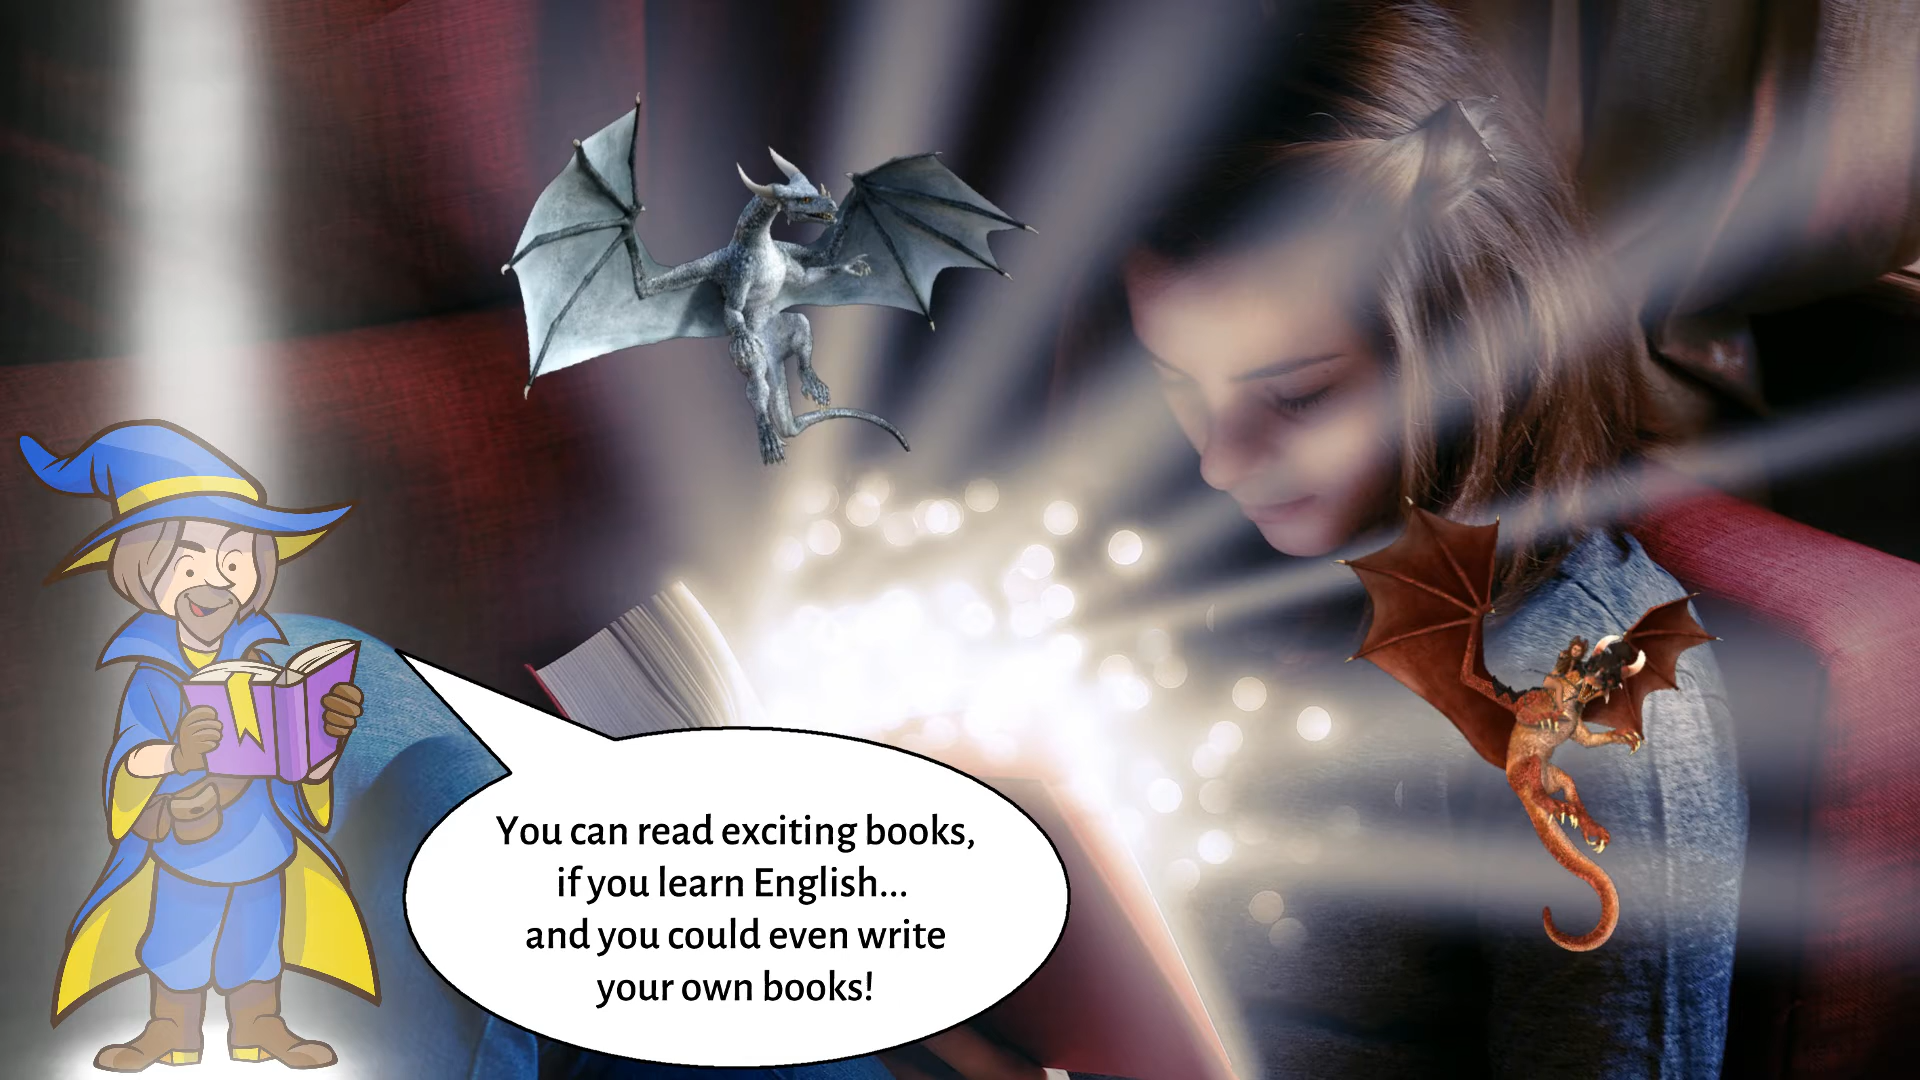 You can read exciting books,
if you learn English...
and you could even write
your own books!